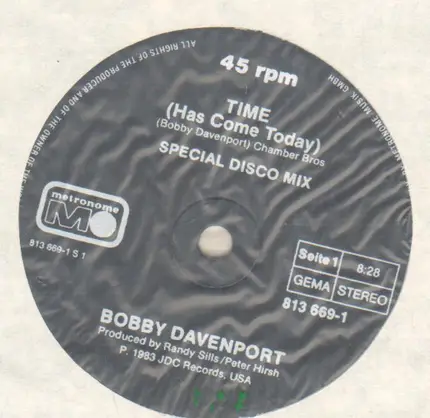 ALL RIGHTS OF THE PRODUCER AND OF THE OWNER OF THE
METRONOME MUSIK GMBH
45 rpm
TIME
(Has Come Today)
(Bobby Davenport) Chamber Bros
SPECIAL DISCO MIX
metronome
M
813 669-1 S 1
Seite 1 8:28
GEMA STEREO
813 669-1
BOBBY DAVENPORT
Produced by Randy Sills/Peter Hirsh
P. 1983 JDC Records, USA